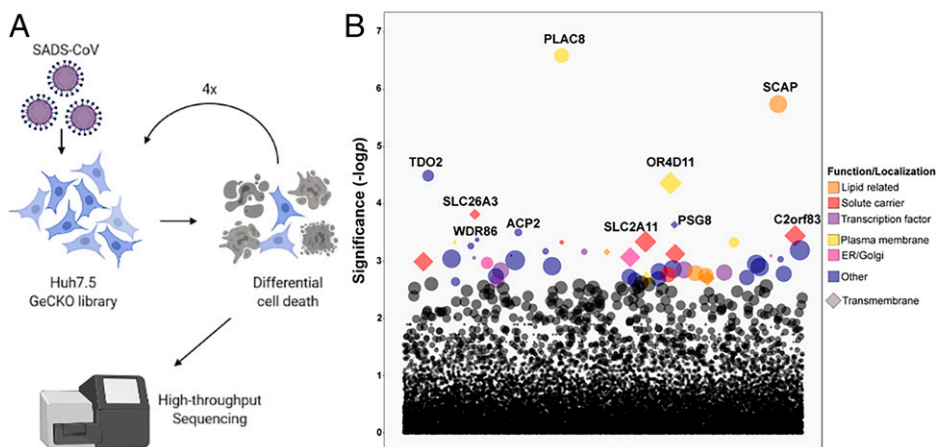 A
SADS-CoV
4x
Huh7.5
GeCKO library
Differential
cell death
High-throughput
Sequencing
B
Significance (-logp)
7
6
5
4
3
2
1
0
PLAC8
SCAP
TDO2
OR4D11
SLC26A3
WDR86
ACP2
SLC2A11
PSG8
C2orf83
Function/Localization
Lipid related
Solute carrier
Transcription factor
Plasma membrane
ER/Golgi
Other
Transmembrane